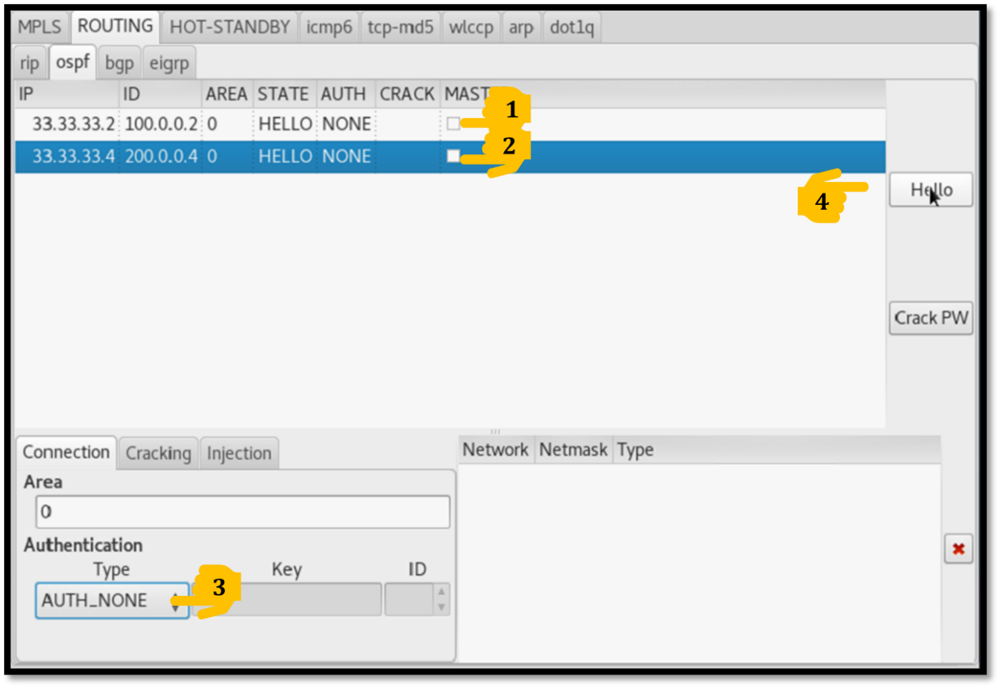 MPLS ROUTING HOT-STANDBY icmp6 tcp-md5 wlccp arp dot1q
rip ospf bgp eigrp
IP ID AREA STATE AUTH CRACK MAST
33.33.33.2 100.0.0.2 0 HELLO NONE 1
33.33.33.4 200.0.0.4 0 HELLO NONE 2
4 Hello
Crack PW
Connection Cracking Injection Network Netmask Type
Area
0
Authentication
Type Key ID
AUTH_NONE 3